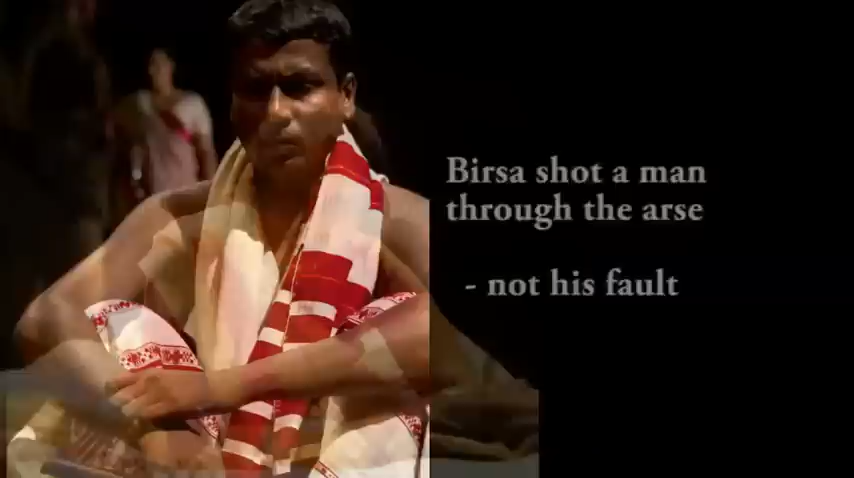 Birsa shot a man
through the arse
- not his fault